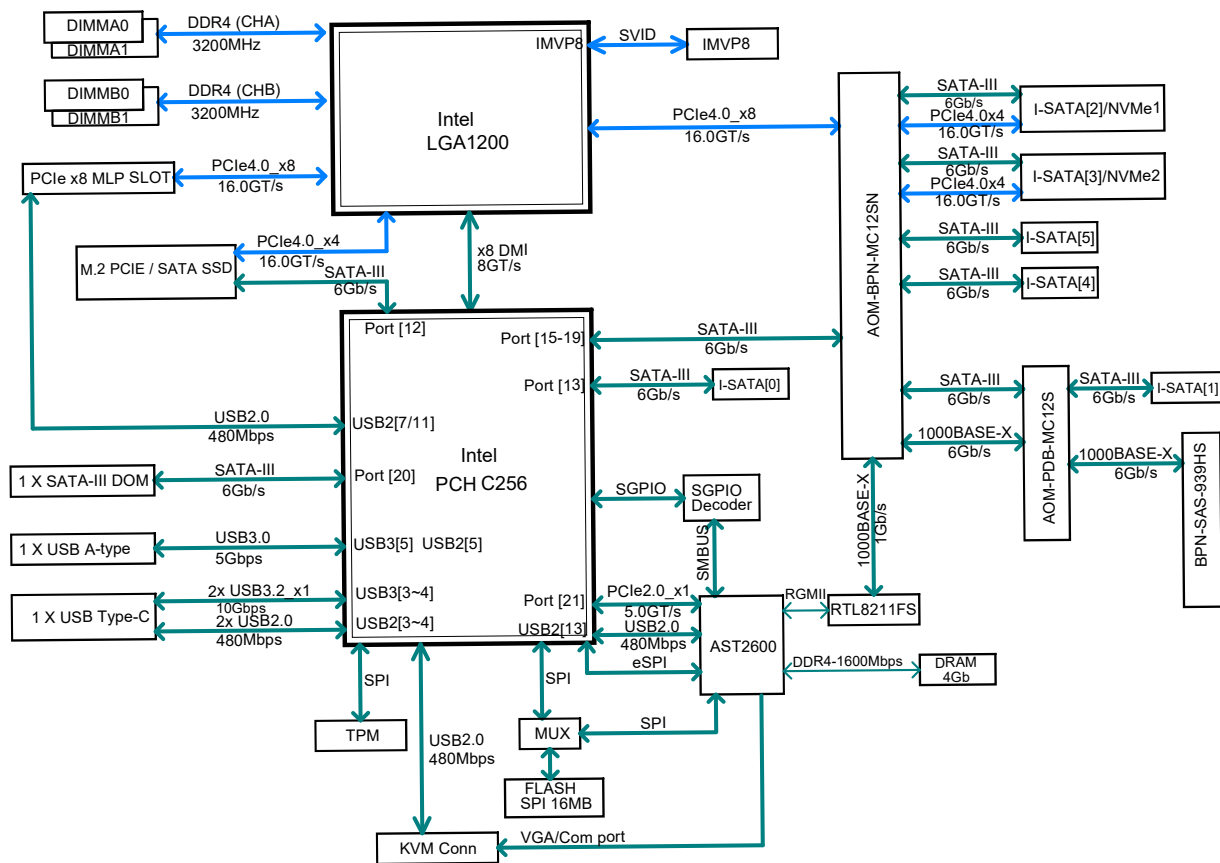 DIMMA0
DIMMA1
DDR4 (CHA)
3200MHz
DIMMB0
DIMMB1
DDR4 (CHB)
3200MHz
PCIe x8 MLP SLOT
PCIe4.0_x8
16.0GT/s
Intel
LGA1200
IMVP8
SVID
IMVP8
PCIe4.0_x8
16.0GT/s
M.2 PCIE / SATA SSD
PCIe4.0_x4
16.0GT/s
SATA-III
6Gb/s
x8 DMI
8GT/s
AOM-BPN-MC12SN
SATA-III
6Gb/s
PCIe4.0x4
16.0GT/s
I-SATA[2]/NVMe1
SATA-III
6Gb/s
PCIe4.0x4
16.0GT/s
I-SATA[3]/NVMe2
SATA-III
6Gb/s
I-SATA[5]
SATA-III
6Gb/s
I-SATA[4]
Port [12]
Port [15-19]
SATA-III
6Gb/s
Port [13]
SATA-III
6Gb/s
I-SATA[0]
SATA-III
6Gb/s
AOM-PDB-MC12S
SATA-III
6Gb/s
I-SATA[1]
1000BASE-X
6Gb/s
1000BASE-X
6Gb/s
BPN-SAS-939HS
USB2.0
480Mbps
USB2[7/11]
Intel
PCH C256
1 X SATA-III DOM
SATA-III
6Gb/s
Port [20]
SGPIO
SGPIO
Decoder
SMBUS
1000BASE-X
1Gb/s
1 X USB A-type
USB3.0
5Gbps
USB3[5] USB2[5]
1 X USB Type-C
2x USB3.2_x1
10Gbps
2x USB2.0
480Mbps
USB3[3~4]
USB2[3~4]
Port [21]
USB2[13]
PCIe2.0_x1
5.0GT/s
USB2.0
480Mbps
eSPI
AST2600
RGMII
RTL8211FS
DDR4-1600Mbps
DRAM
4Gb
SPI
TPM
USB2.0
480Mbps
SPI
MUX
SPI
FLASH
SPI 16MB
KVM Conn
VGA/Com port